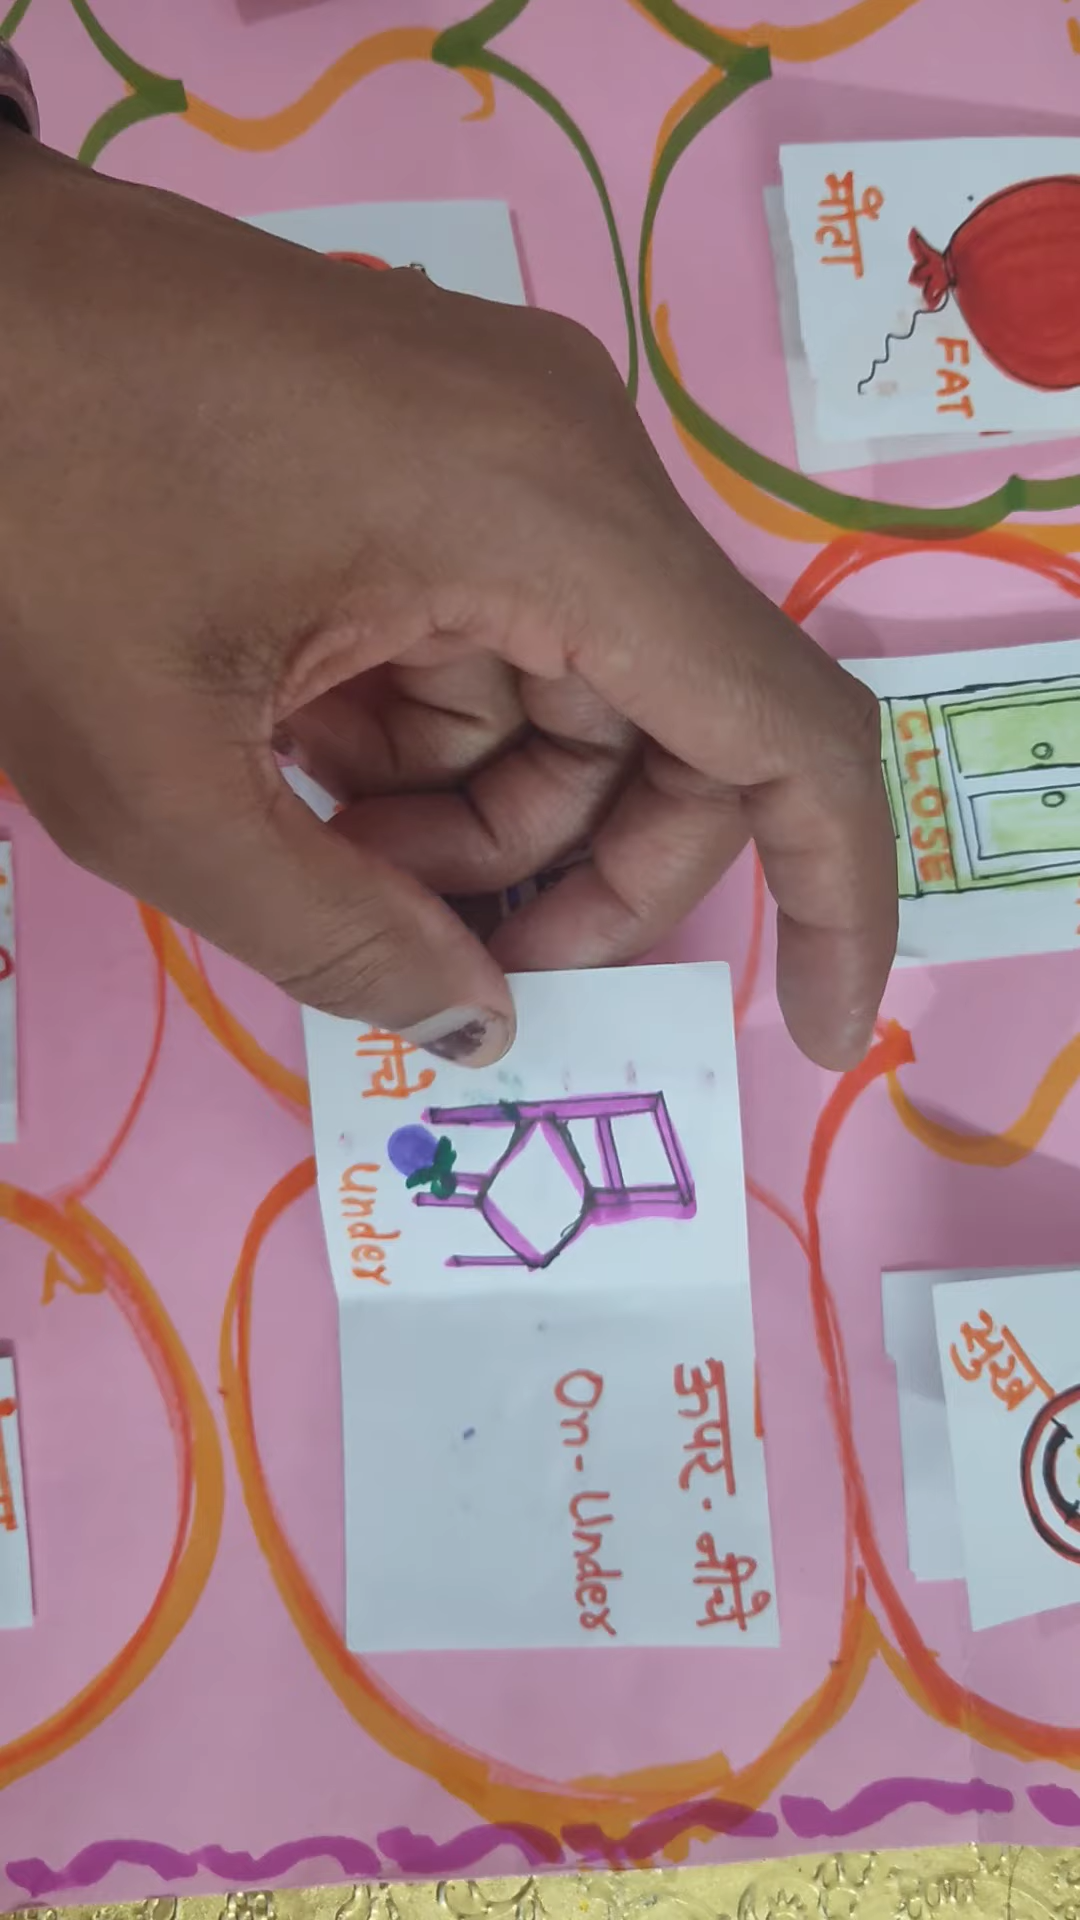 मोटा
FAT
CLOSE
नीचे
under
ऊपर - नीचे
On - Under
सुख